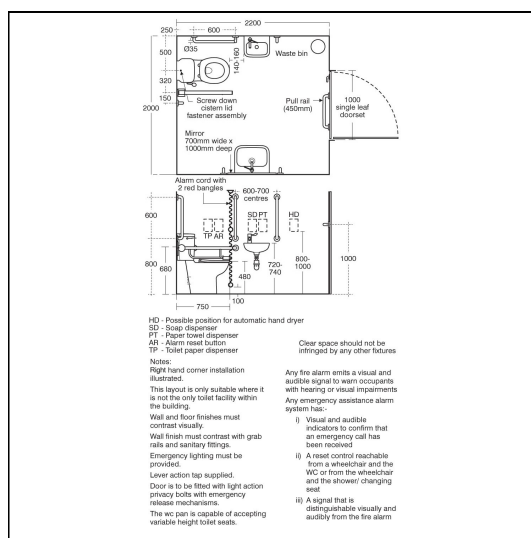 250
2200
600
500
Ø35
140-160
Waste bin
320
2000
150
Screw down
cistern lid
fastener assembly
Pull rail
(450mm)
1000
single leaf
doorset
Mirror
700mm wide x
1000mm deep
Alarm cord with
2 red bangles
600-700
centres
600
SD PT
HD
TP AR
800
680
480
720-
740
800-
1000
1000
750
100
HD - Possible position for automatic hand dryer
SD - Soap dispenser
PT - Paper towel dispenser
AR - Alarm reset button
TP - Toilet paper dispenser
Notes:
Right hand corner installation
illustrated.
This layout is only suitable where it
is not the only toilet facility within
the building.
Wall and floor finishes must
contrast visually.
Wall finish must contrast with grab
rails and sanitary fittings.
Emergency lighting must be
provided.
Lever action tap supplied.
Door is to be fitted with light action
privacy bolts with emergency
release mechanisms.
The wc pan is capable of accepting
variable height toilet seats.
Clear space should not be
infringed by any other fixtures
Any fire alarm emits a visual and
audible signal to warn occupants
with hearing or visual impairments
Any emergency assistance alarm
system has:-
i) Visual and audible
indicators to confirm that
an emergency call has
been received
ii) A reset control reachable
from a wheelchair and the
WC or from the wheelchair
and the shower/ changing
seat
iii) A signal that is
distinguishable visually and
audibly from the fire alarm